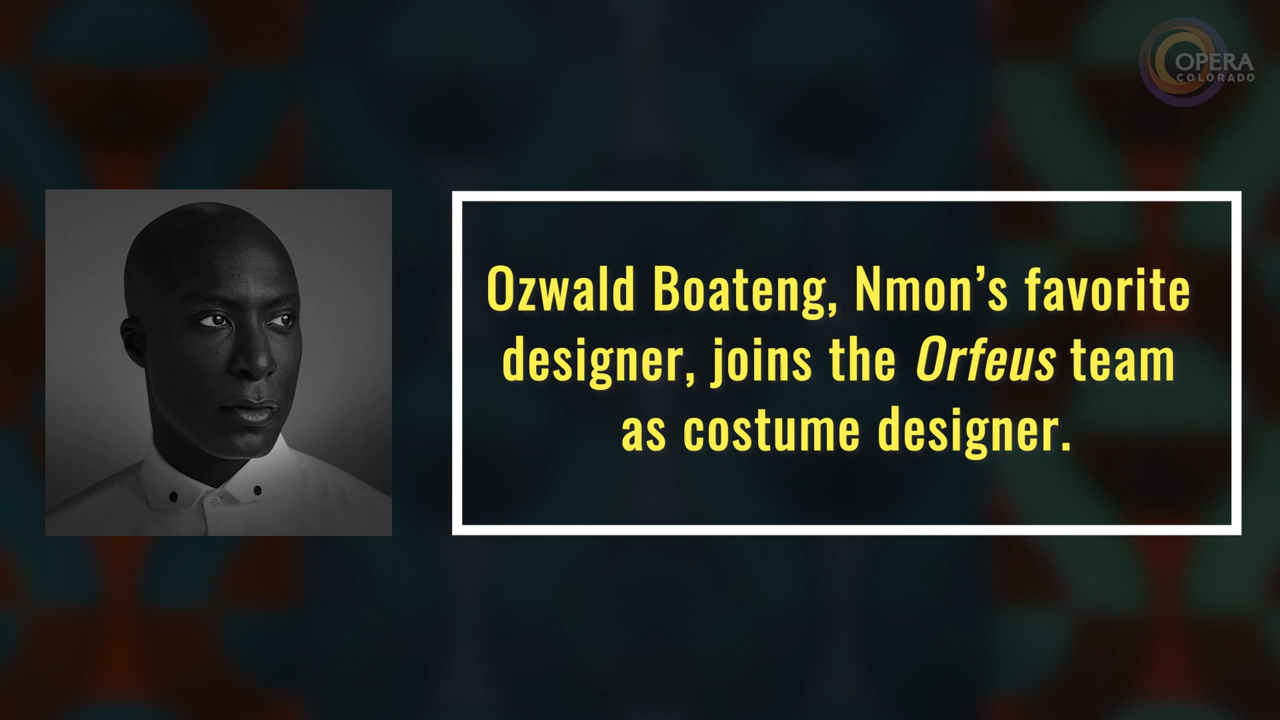 OPERA
COLORADO
Ozwald Boateng, Nmon’s favorite
designer, joins the Orfeus team
as costume designer.